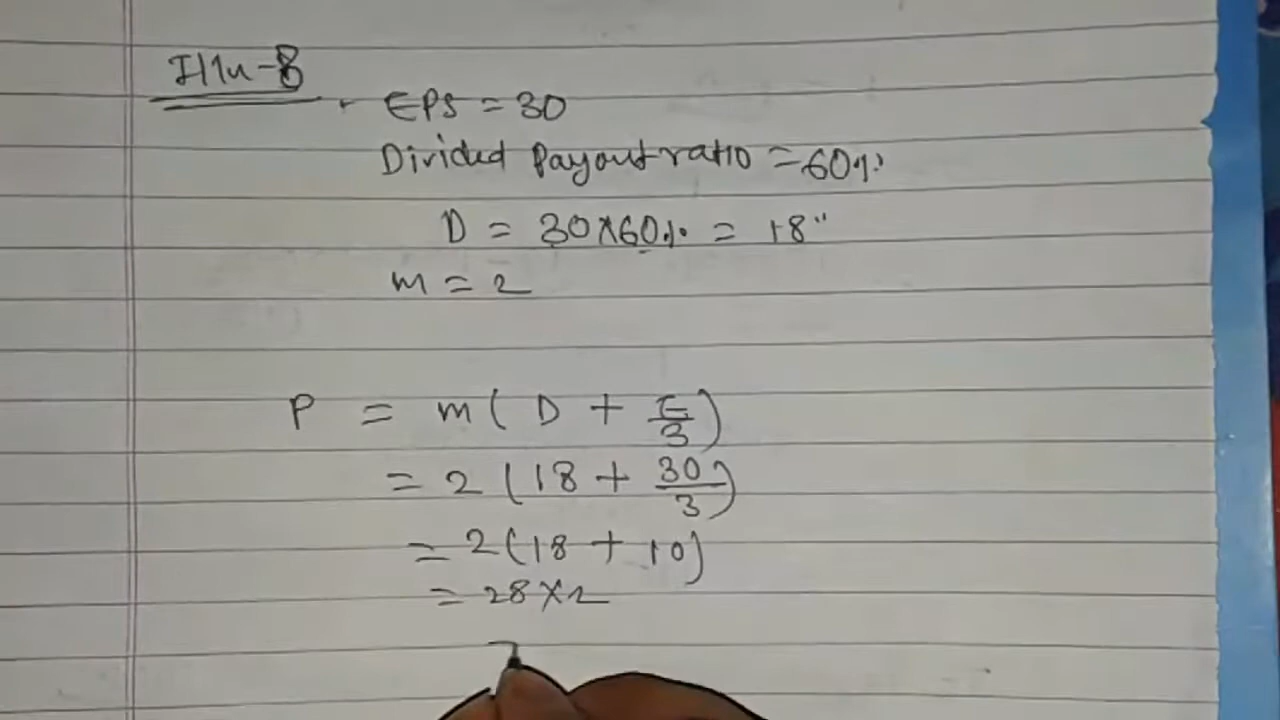 Illu-8
EPS = 30
Divided Payout ratio = 60%
D = 30×60% = 18"
m = 2
P = m ( D + E/3 )
= 2 ( 18 + 30/3 )
= 2 ( 18 + 10 )
= 28×2